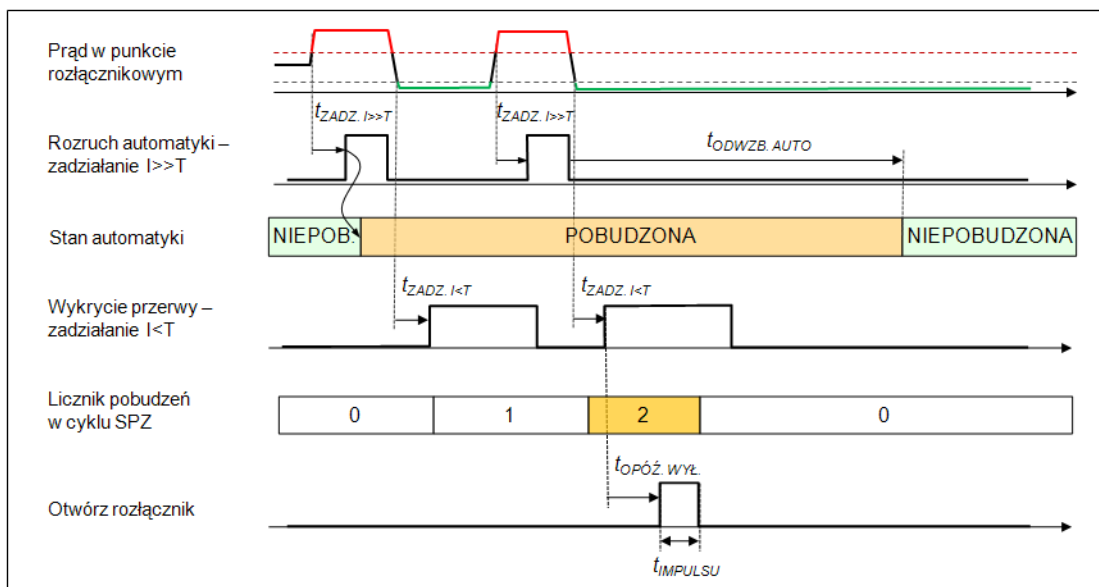 Prąd w punkcie
rozłącznikowym
tZADZ. I>>T
tZADZ. I>>T
Rozruch automatyki –
zadziałanie I>>T
tODWZB. AUTO
Stan automatyki
NIEPOB.
POBUDZONA
NIEPOBUDZONA
tZADZ. I<T
tZADZ. I<T
Wykrycie przerwy –
zadziałanie I<T
Licznik pobudzeń
w cyklu SPZ
0
1
2
0
tOPÓŹ. WYŁ.
Otwórz rozłącznik
tIMPULSU